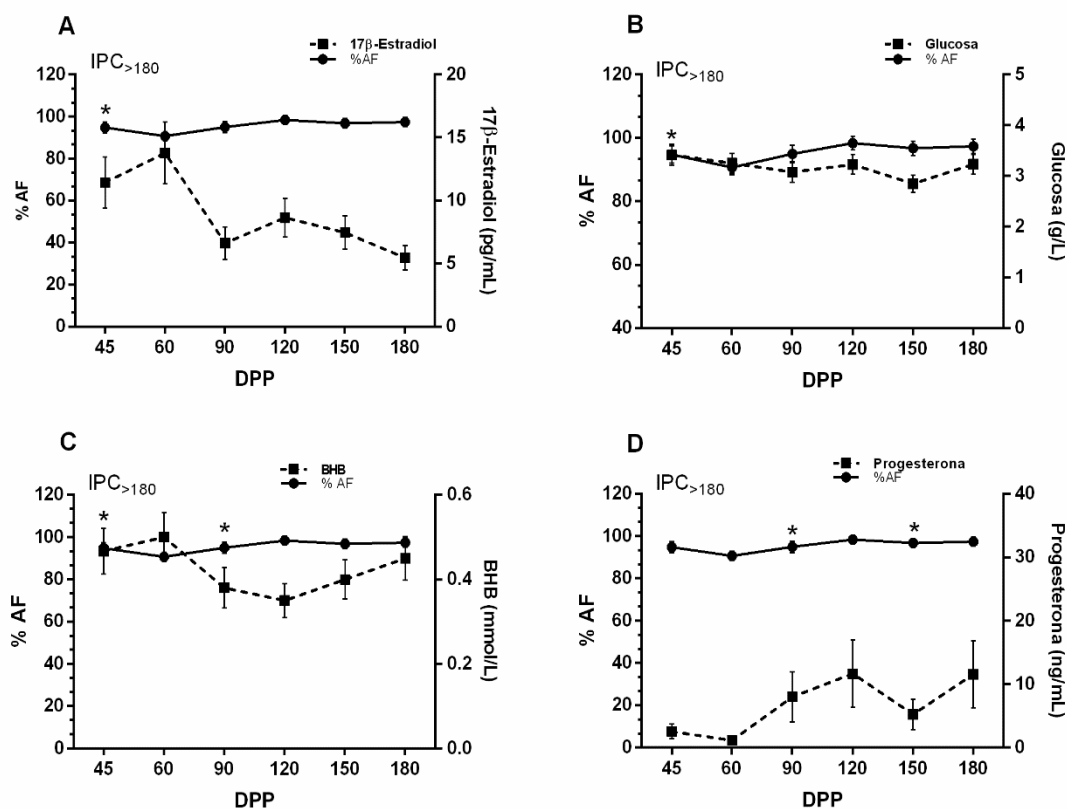 A
IPC>180
17β-Estradiol
%AF
120
100
80
60
40
20
0
% AF
*
20
15
10
5
0
17β-Estradiol (pg/mL)
45 60 90 120 150 180
DPP
B
IPC>180
Glucosa
% AF
120
100
80
60
40
% AF
*
5
4
3
2
1
0
Glucosa (g/L)
45 60 90 120 150 180
DPP
C
IPC>180
BHB
% AF
120
100
80
60
40
20
0
% AF
* *
0.6
0.4
0.2
0.0
BHB (mmol/L)
45 60 90 120 150 180
DPP
D
IPC>180
Progesterona
%AF
120
100
80
60
40
20
0
% AF
* *
40
30
20
10
0
Progesterona (ng/mL)
45 60 90 120 150 180
DPP